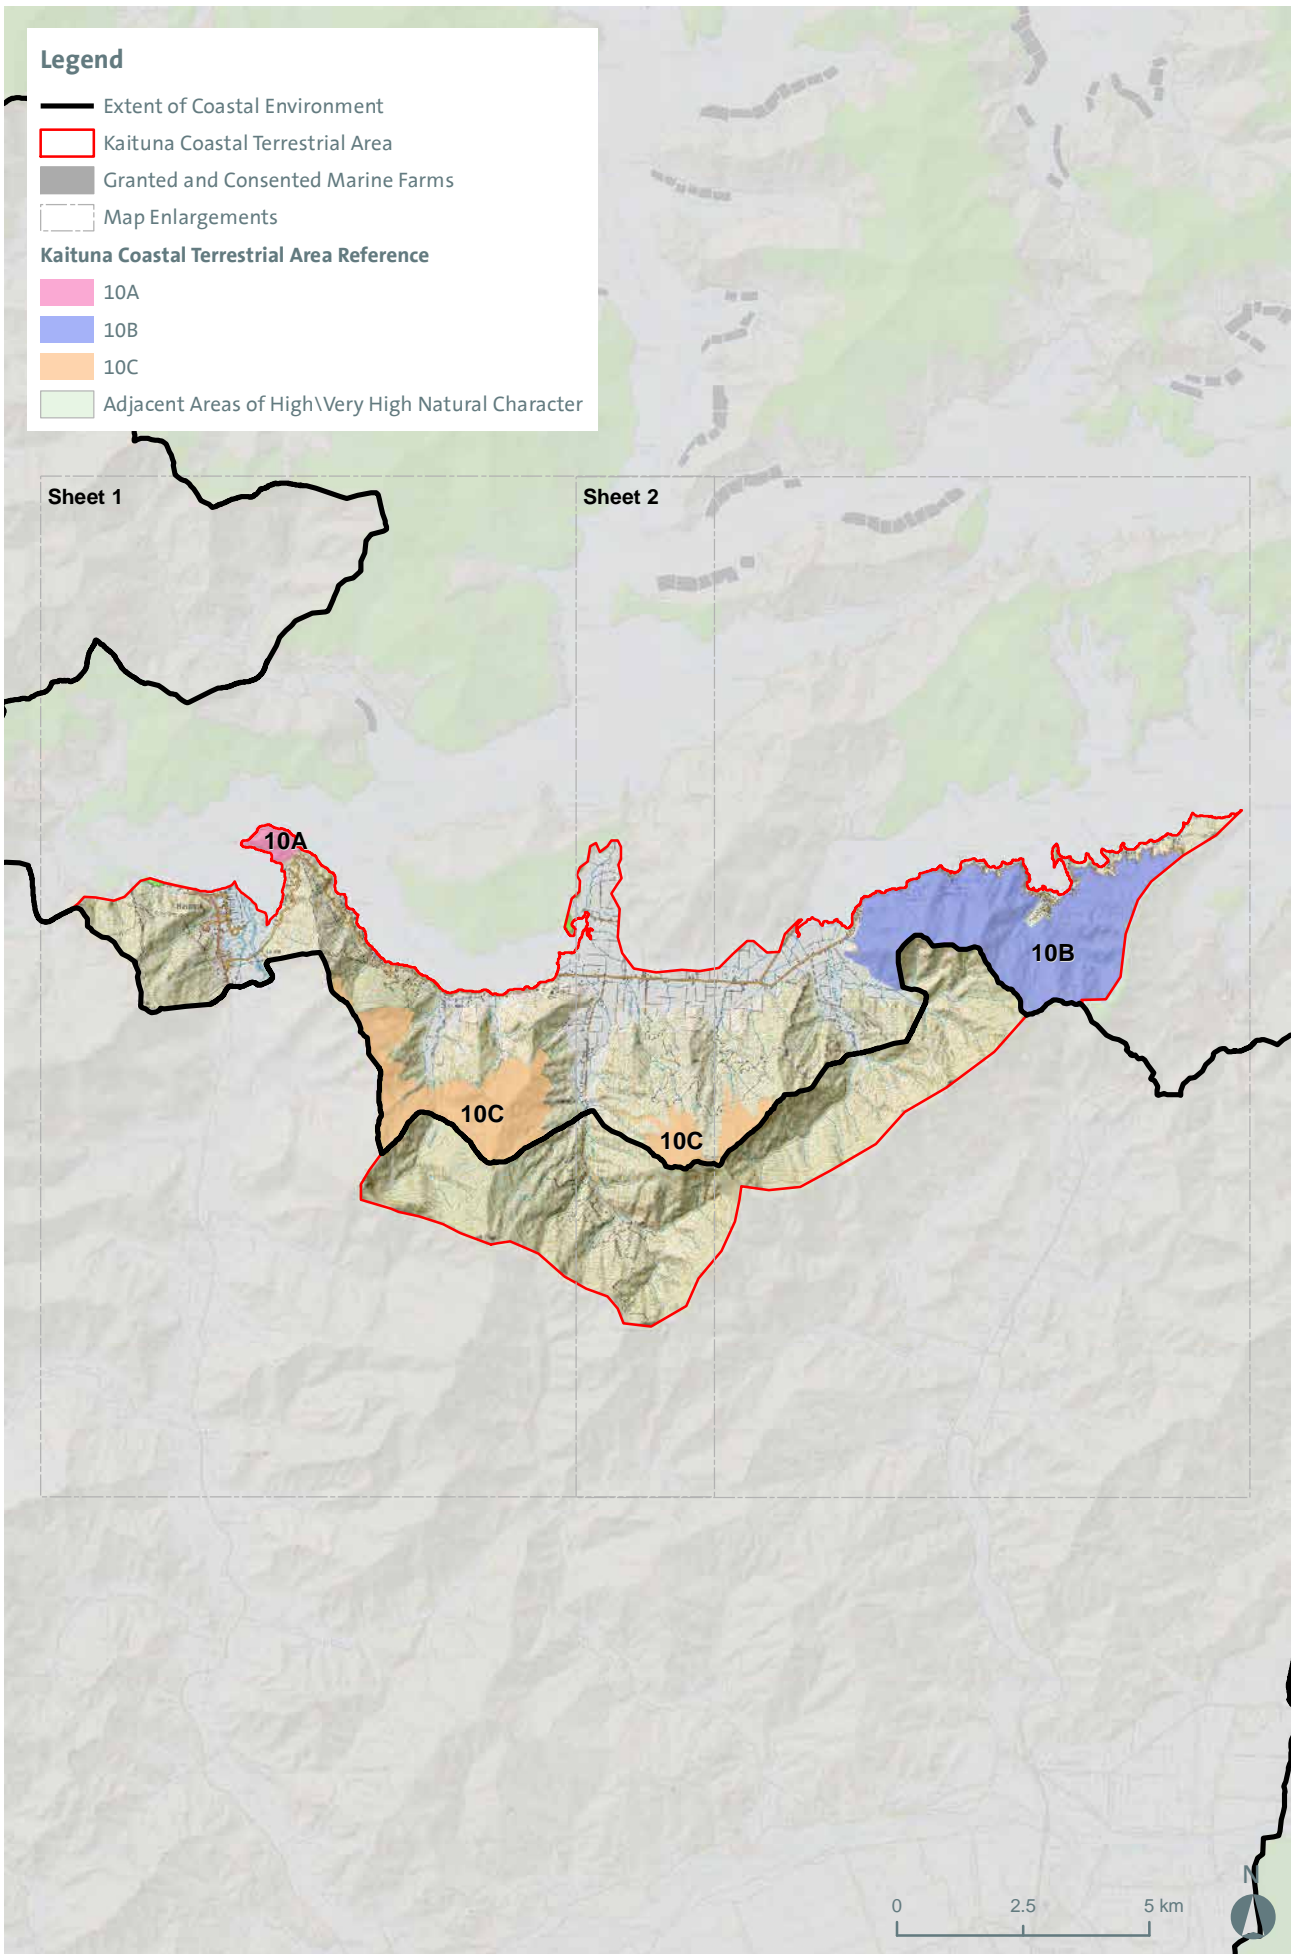 Legend
Extent of Coastal Environment
Kaituna Coastal Terrestrial Area
Granted and Consented Marine Farms
Map Enlargements
Kaituna Coastal Terrestrial Area Reference
10A
10B
10C
Adjacent Areas of High\Very High Natural Character
Sheet 1
Sheet 2
10A
10B
10C
10C
N
0
2.5
5 km